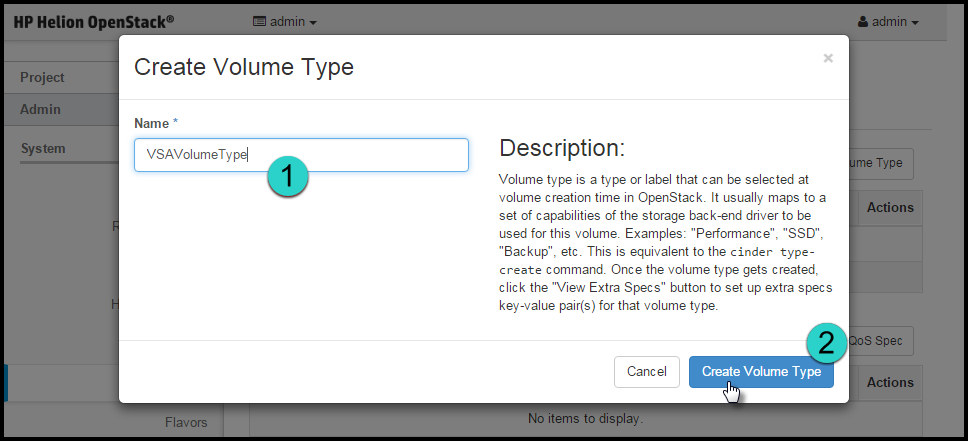 HP Helion OpenStack®
admin
admin
Create Volume Type
×
Project
Admin
System
Name *
VSAVolumeType
1
Description:
Volume type is a type or label that can be selected at
volume creation time in OpenStack. It usually maps to a
set of capabilities of the storage back-end driver to be
used for this volume. Examples: "Performance", "SSD",
"Backup", etc. This is equivalent to the cinder type-
create command. Once the volume type gets created,
click the "View Extra Specs" button to set up extra specs
key-value pair(s) for that volume type.
Type
Actions
2
QoS Spec
Cancel
Create Volume Type
Actions
No items to display.
Flavors